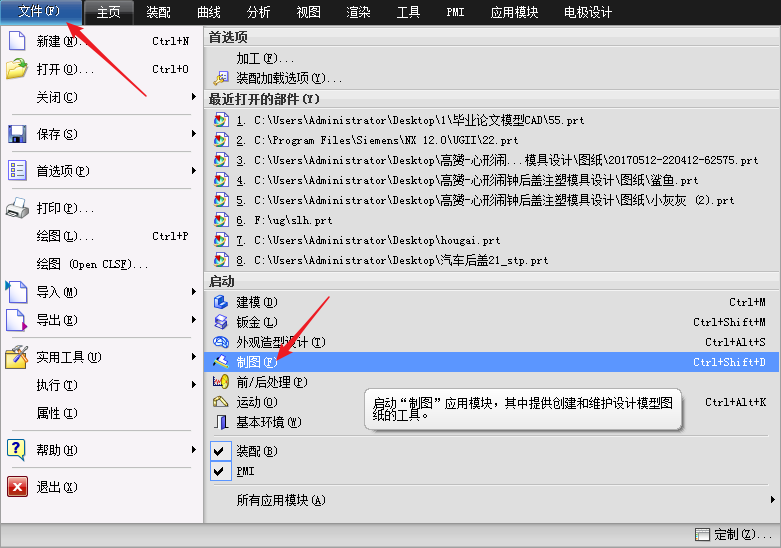 文件(F) 主页 装配 曲线 分析 视图 渲染 工具 PMI 应用模块 电极设计
新建(N)... Ctrl+N
打开(O)... Ctrl+O
关闭(C)
保存(S)
首选项(P)
打印(P)...
绘图(L)... Ctrl+P
绘图 (Open CLSF)...
导入(M)
导出(E)
实用工具(U)
执行(T)
属性(I)
帮助(H)
退出(X)
首选项
加工(F)...
装配加载选项(Y)...
最近打开的部件(Y)
1. C:\Users\Administrator\Desktop\1\毕业论文模型CAD\55.prt
2. C:\Program Files\Siemens\NX 12.0\UGII\22.prt
3. C:\Users\Administrator\Desktop\高赟-心形闹...模具设计\图纸\20170512-220412-62575.prt
4. C:\Users\Administrator\Desktop\高赟-心形闹钟后盖注塑模具设计\图纸\鲨鱼.prt
5. C:\Users\Administrator\Desktop\高赟-心形闹钟后盖注塑模具设计\图纸\小灰灰 (2).prt
6. F:\ug\slh.prt
7. C:\Users\Administrator\Desktop\hougai.prt
8. C:\Users\Administrator\Desktop\汽车后盖21_stp.prt
启动
建模(D) Ctrl+M
钣金(L) Ctrl+Shift+M
外观造型设计(T) Ctrl+Alt+S
制图(F) Ctrl+Shift+D
前/后处理(P)
运动(O) Ctrl+Alt+K
基本环境(W)
启动“制图”应用模块，其中提供创建和维护设计模型图
纸的工具。
装配(B)
PMI
所有应用模块(A)
定制(Z)...